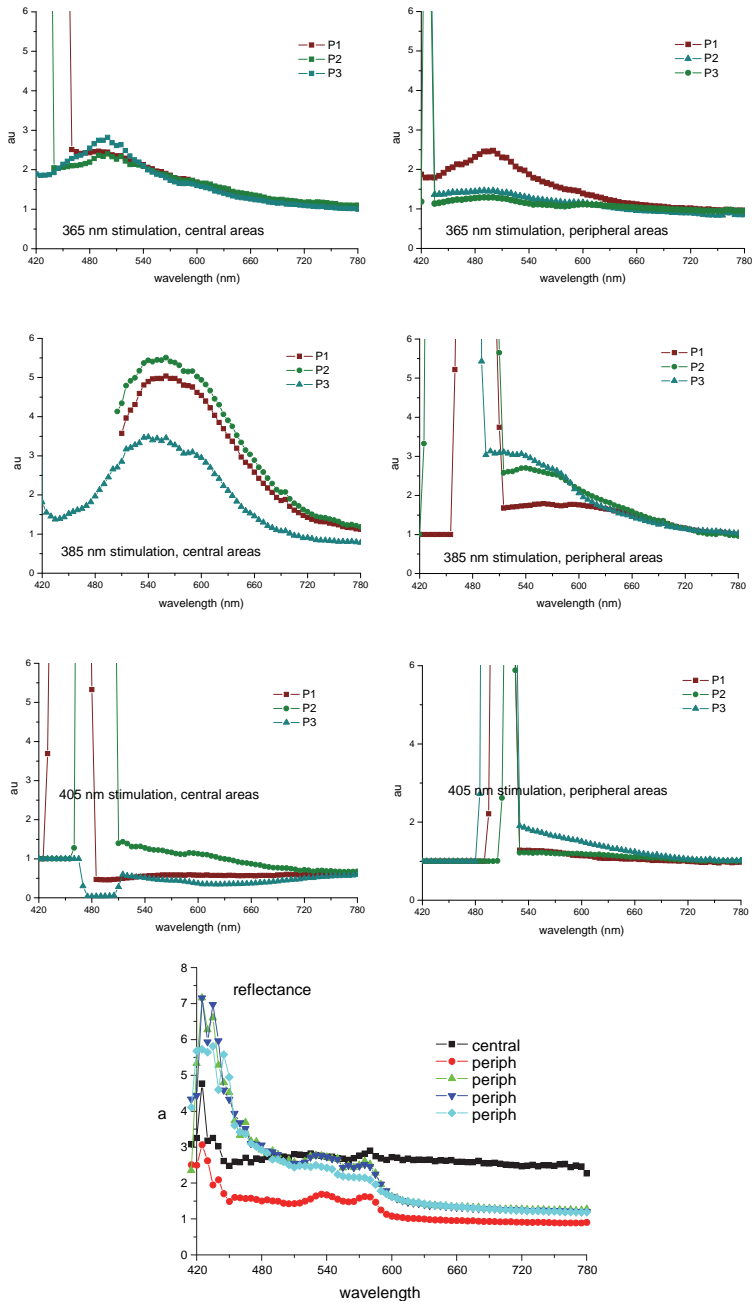 6
5
4
3
2
1
0
au
P1
P2
P3
365 nm stimulation, central areas
420 480 540 600 660 720 780
wavelength (nm)
6
5
4
3
2
1
0
au
P1
P2
P3
365 nm stimulation, peripheral areas
420 480 540 600 660 720 780
wavelength (nm)
6
5
4
3
2
1
0
au
P1
P2
P3
385 nm stimulation, central areas
420 480 540 600 660 720 780
wavelength (nm)
6
5
4
3
2
1
0
au
P1
P2
P3
385 nm stimulation, peripheral areas
420 480 540 600 660 720 780
wavelength (nm)
6
5
4
3
2
1
0
au
P1
P2
P3
405 nm stimulation, central areas
420 480 540 600 660 720 780
wavelength (nm)
6
4
2
1
0
au
P1
P2
P3
405 nm stimulation, peripheral areas
420 480 540 600 660 720 780
wavelength (nm)
8
7
6
5
4
3
2
1
0
a
reflectance
central
periph
periph
periph
periph
420 480 540 600 660 720 780
wavelength